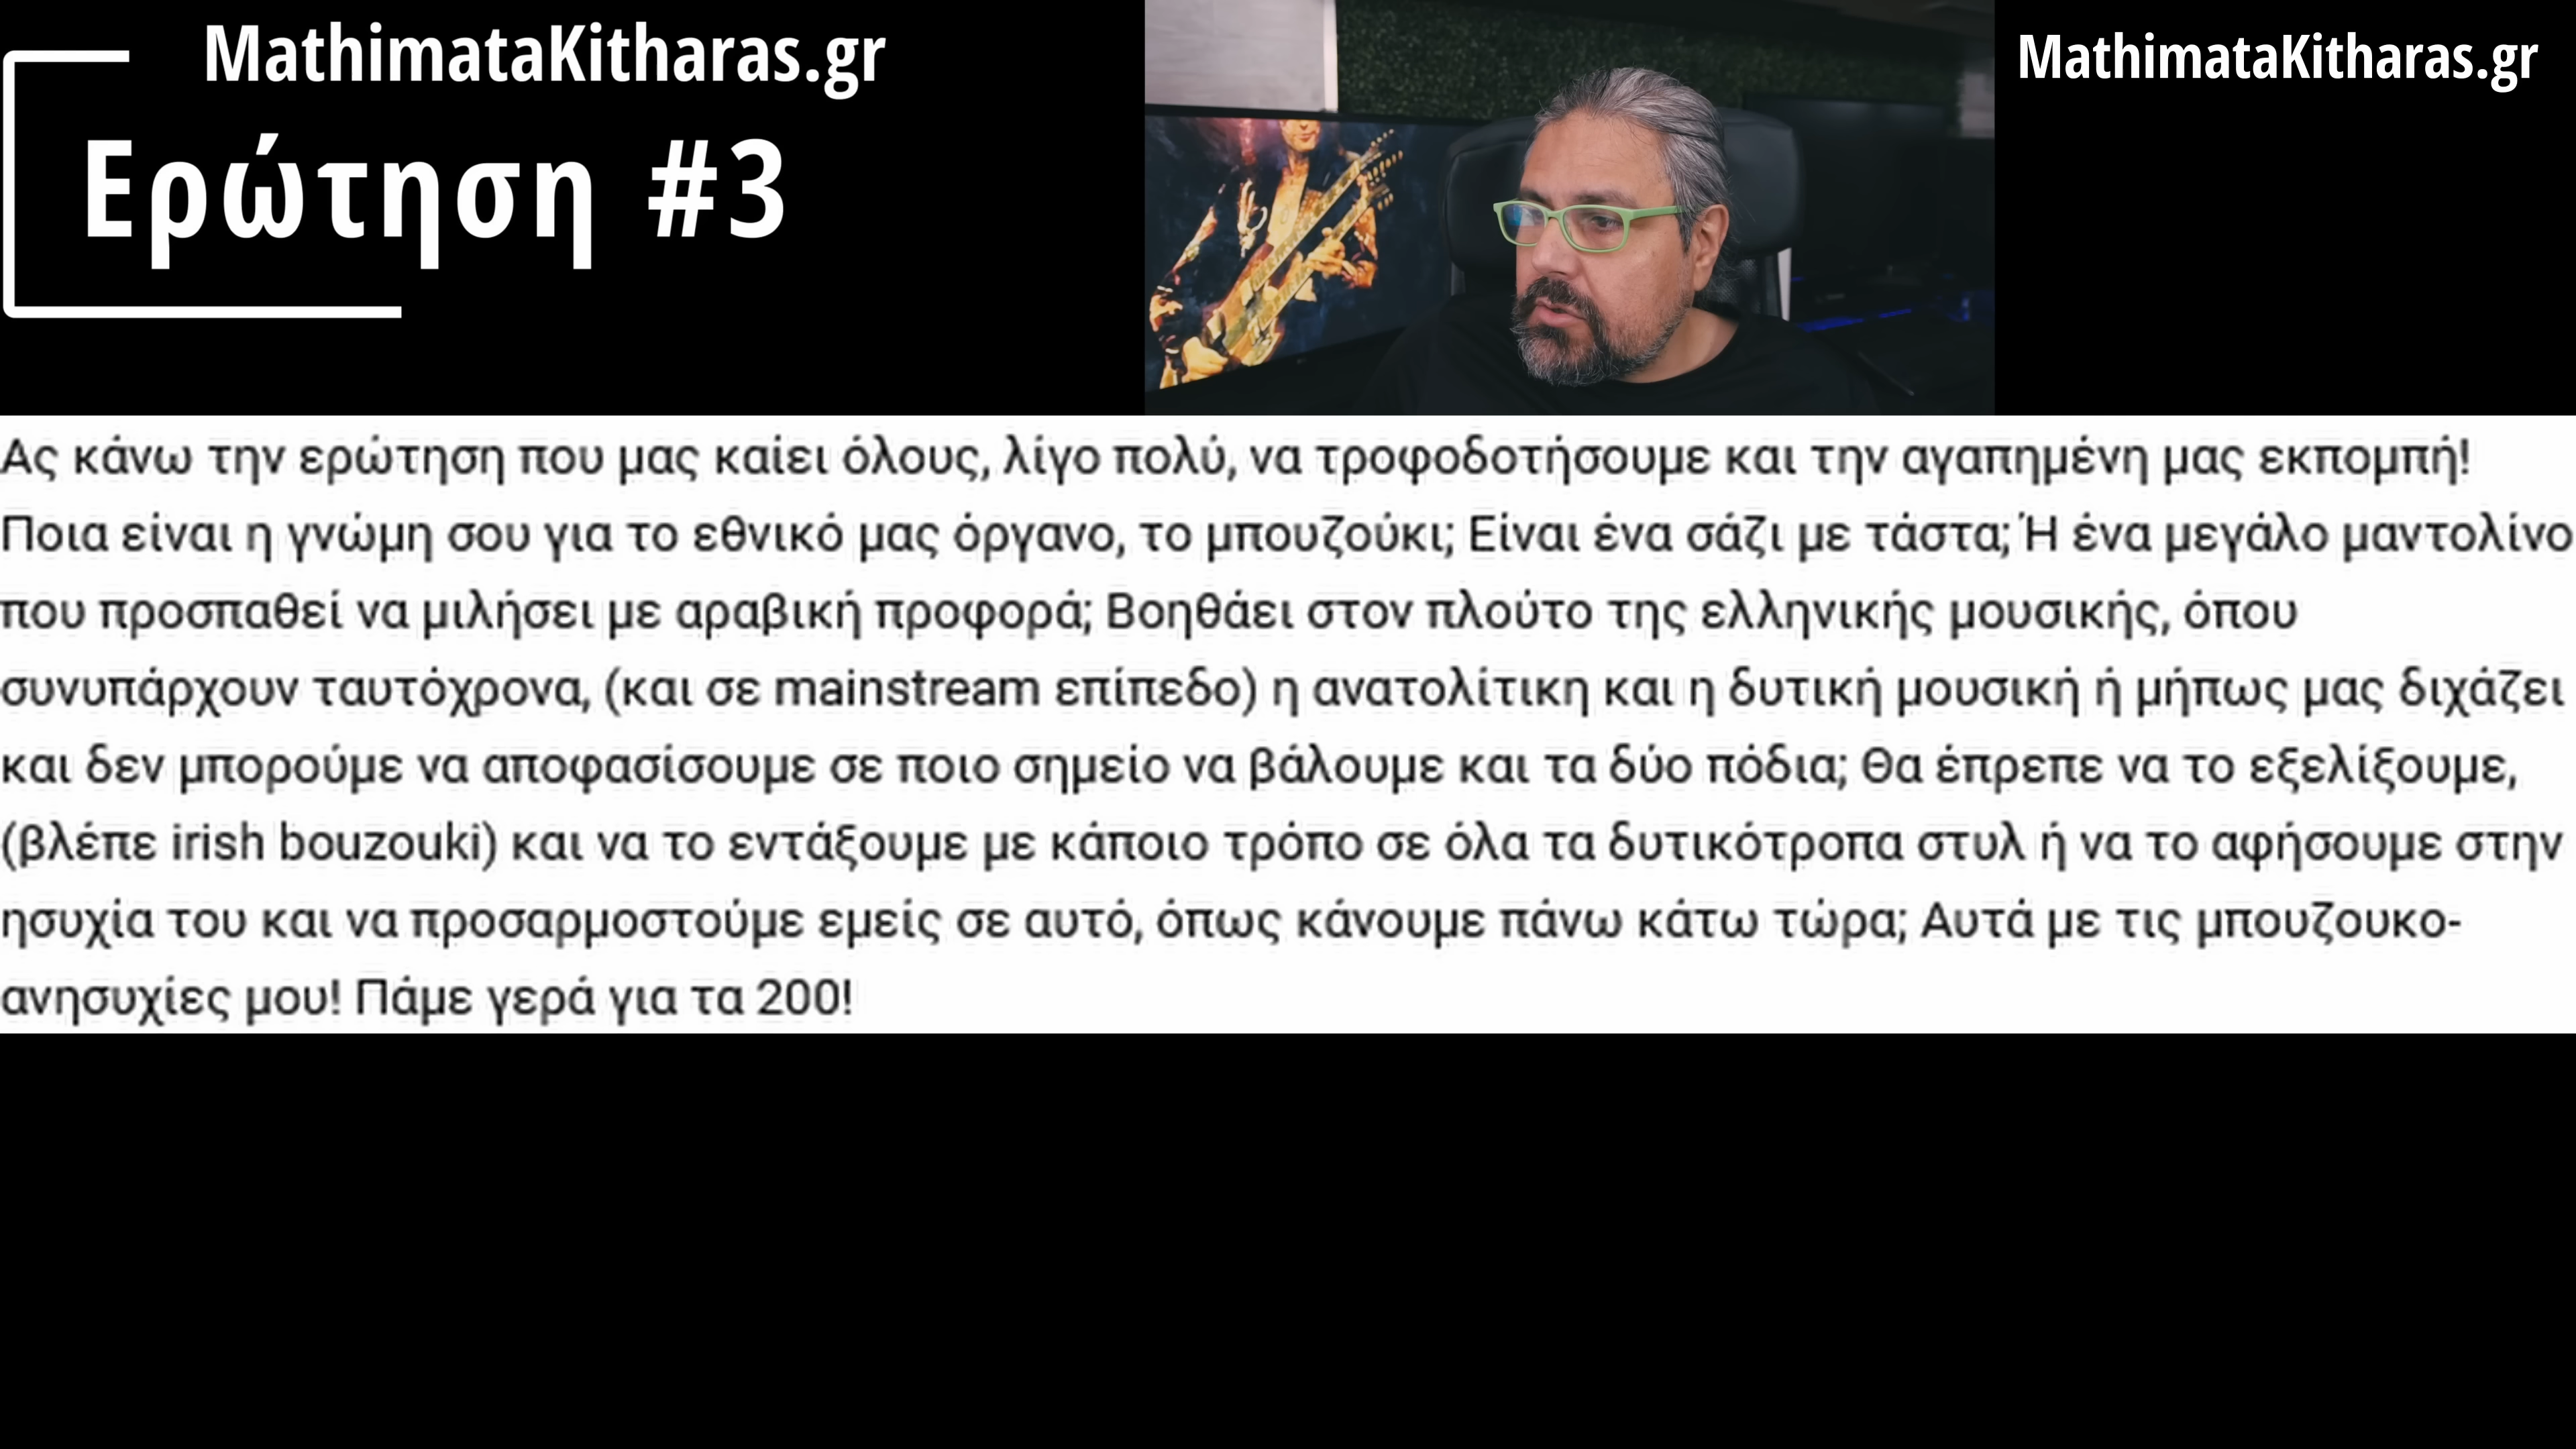 MathimataKitharas.gr
MathimataKitharas.gr
Ερώτηση #3
Ας κάνω την ερώτηση που μας καίει όλους, λίγο πολύ, να τροφοδοτήσουμε και την αγαπημένη μας εκπομπή!
Ποια είναι η γνώμη σου για το εθνικό μας όργανο, το μπουζούκι; Είναι ένα σάζι με τάστα; Ή ένα μεγάλο μαντολίνο
που προσπαθεί να μιλήσει με αραβική προφορά; Βοηθάει στον πλούτο της ελληνικής μουσικής, όπου
συνυπάρχουν ταυτόχρονα, (και σε mainstream επίπεδο) η ανατολίτικη και η δυτική μουσική ή μήπως μας διχάζει
και δεν μπορούμε να αποφασίσουμε σε ποιο σημείο να βάλουμε και τα δύο πόδια; Θα έπρεπε να το εξελίξουμε,
(βλέπε irish bouzouki) και να το εντάξουμε με κάποιο τρόπο σε όλα τα δυτικότροπα στυλ ή να το αφήσουμε στην
ησυχία του και να προσαρμοστούμε εμείς σε αυτό, όπως κάνουμε πάνω κάτω τώρα; Αυτά με τις μπουζουκο-
ανησυχίες μου! Πάμε γερά για τα 200!